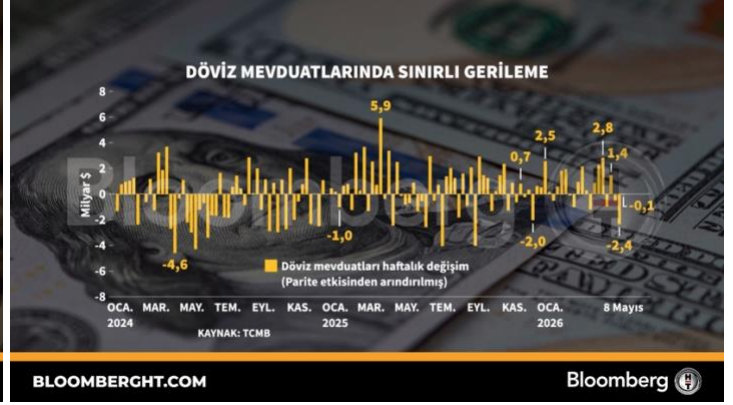 DÖVİZ MEVDUATLARINDA SINIRLI GERİLEME
8
6
4
2
0
-2
-4
-6
-8
Milyar $
Bloomberg
-4,6
-1,0
5,9
0,7
-2,0
2,5
2,8
1,4
-0,1
-2,4
Döviz mevduatları haftalık değişim
(Parite etkisinden arındırılmış)
OCA. MAR. MAY. TEM. EYL. KAS. OCA. MAR. MAY. TEM. EYL. KAS. OCA. 8 Mayıs
2024 2025 2026
KAYNAK: TCMB
BLOOMBERGHT.COM
Bloomberg HT